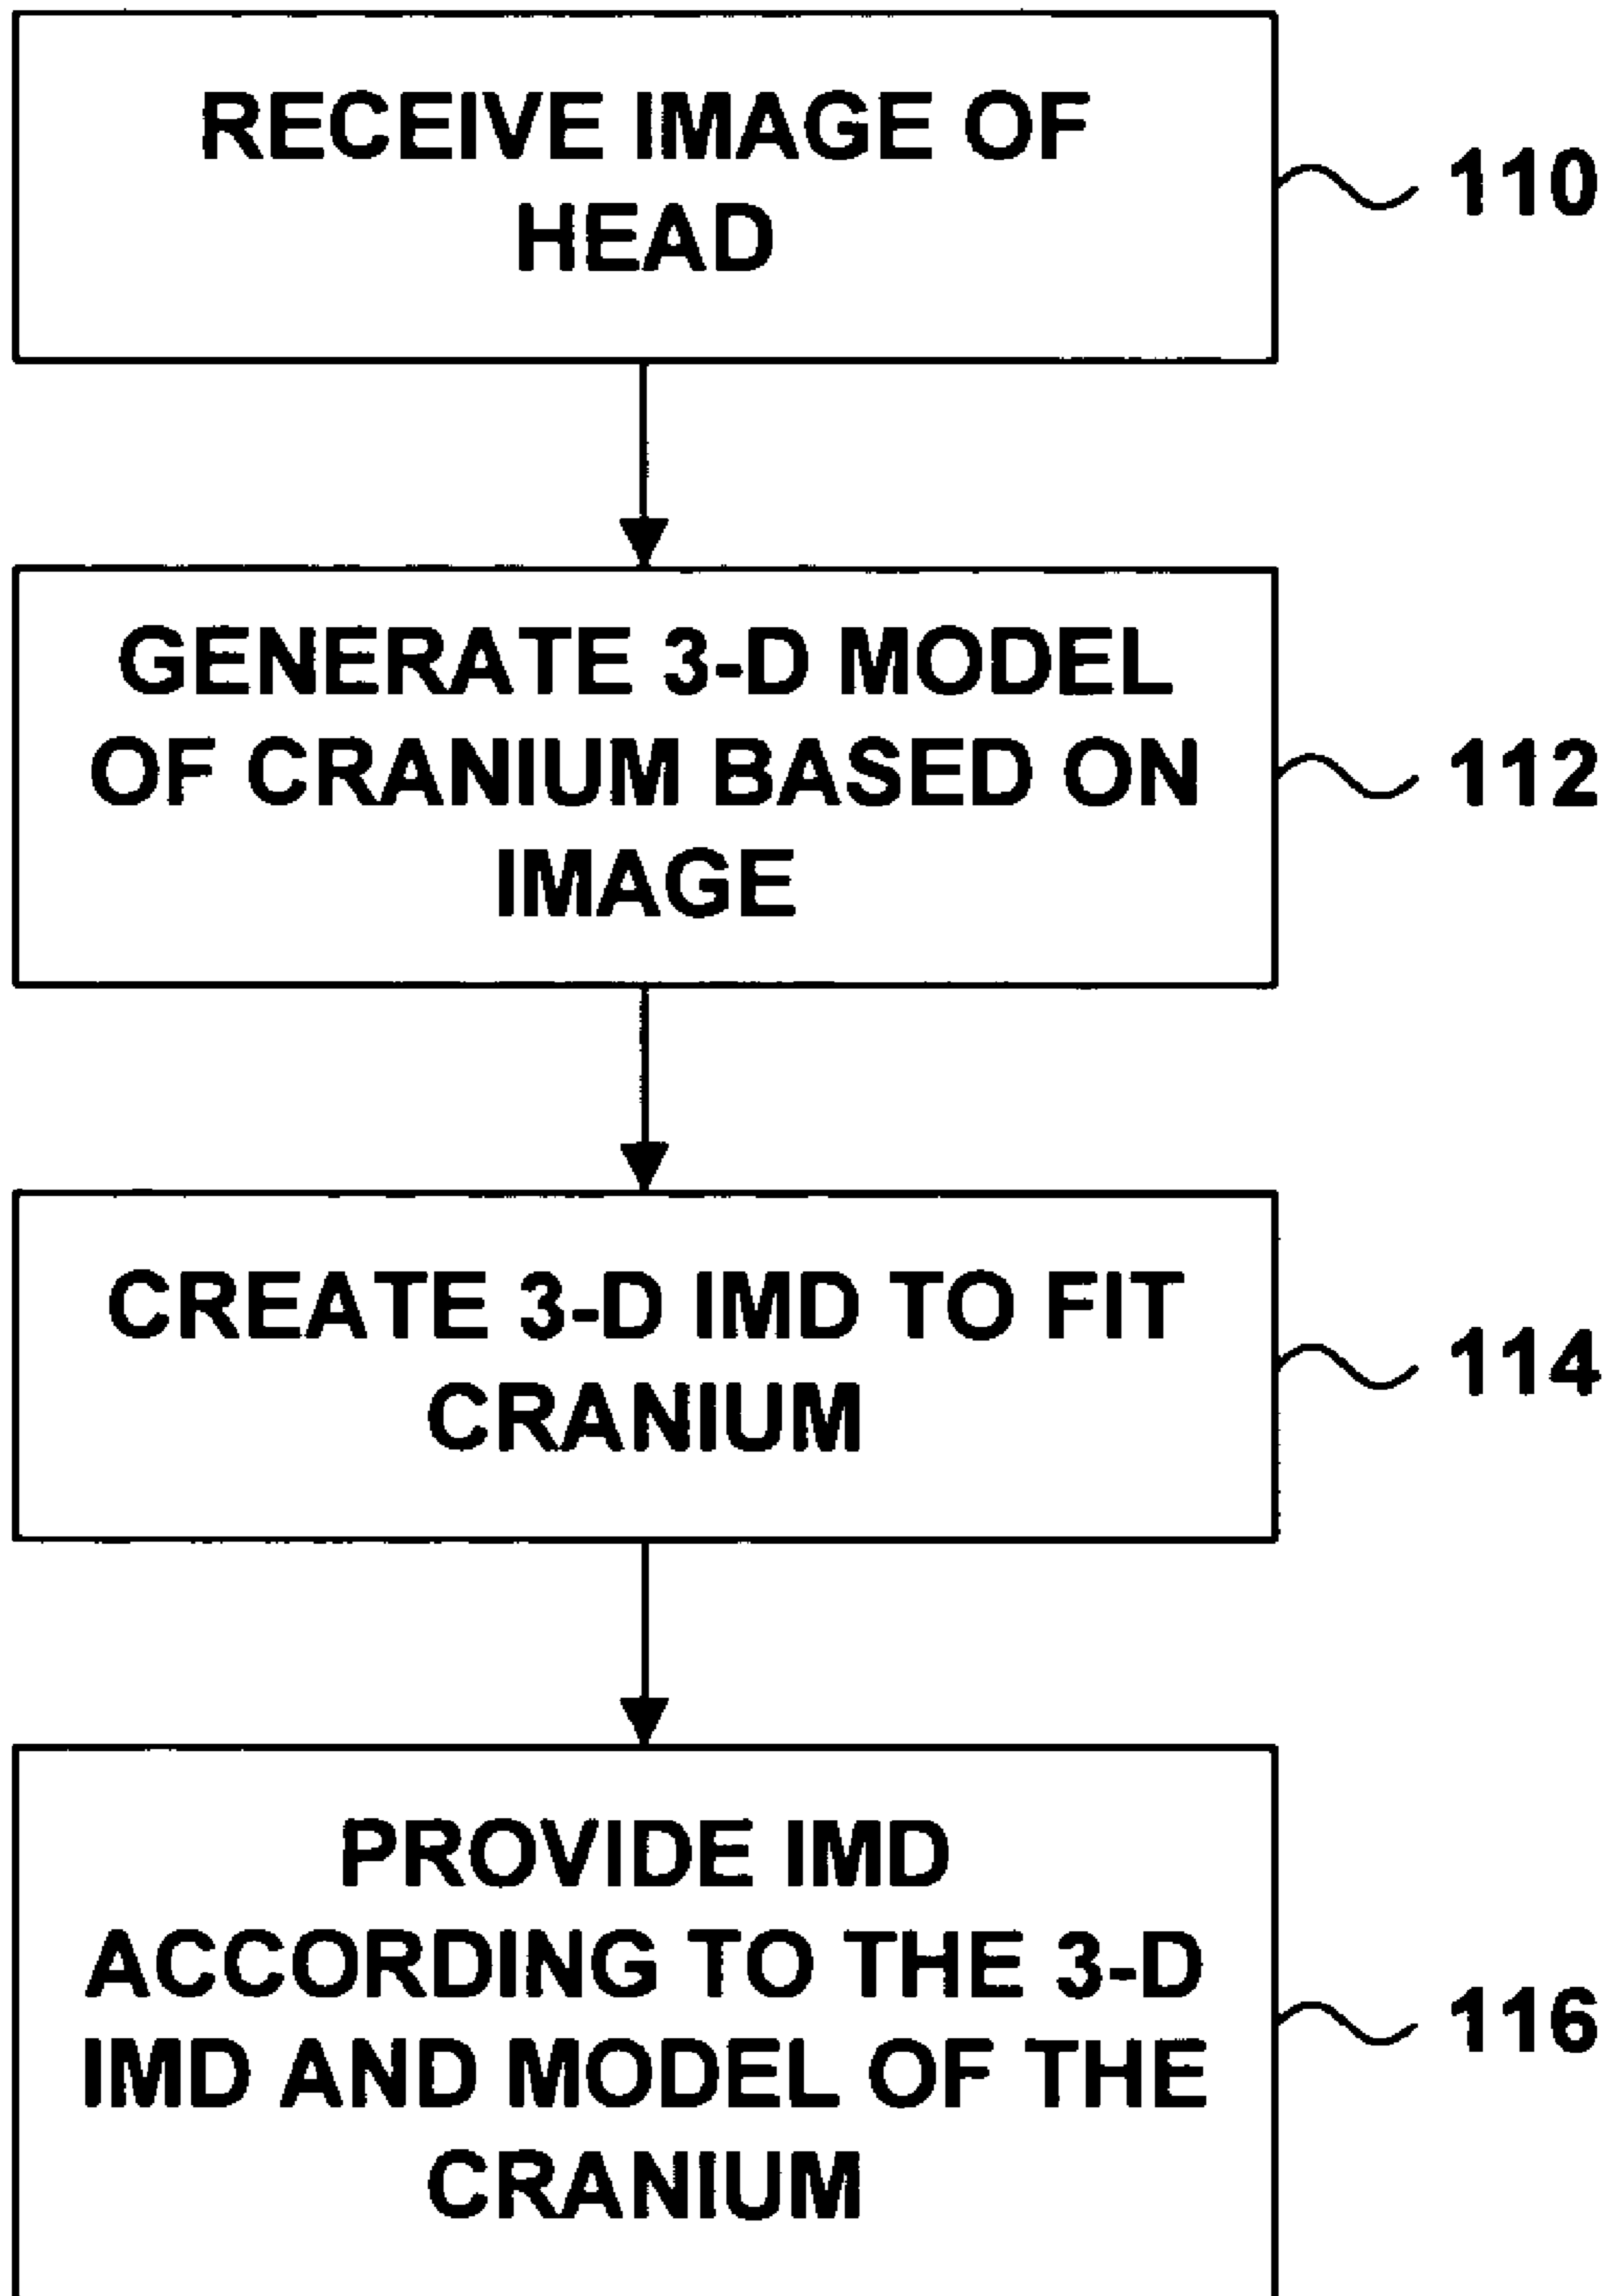 RECEIVE IMAGE OF
HEAD
110
GENERATE 3-D MODEL
OF CRANIUM BASED ON
IMAGE
112
CREATE 3-D IMD TO FIT
CRANIUM
114
PROVIDE IMD
ACCORDING TO THE 3-D
IMD AND MODEL OF THE
CRANIUM
116